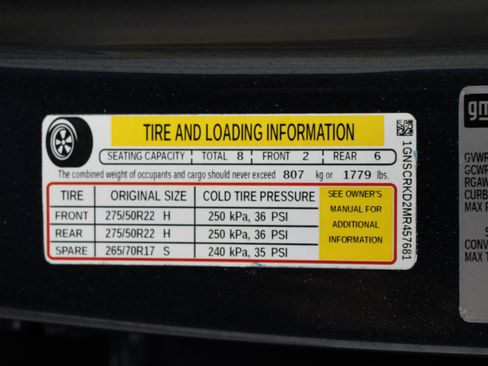 TIRE AND LOADING INFORMATION
SEATING CAPACITY TOTAL 8 FRONT 2 REAR 6
The combined weight of occupants and cargo should never exceed 807 kg or 1779 lbs.
TIRE ORIGINAL SIZE COLD TIRE PRESSURE
FRONT 275/50R22 H 250 kPa, 36 PSI
REAR 275/50R22 H 250 kPa, 36 PSI
SPARE 265/70R17 S 240 kPa, 35 PSI
SEE OWNER'S
MANUAL FOR
ADDITIONAL
INFORMATION
1GNSCRKD2MR457681
gm
GVWR
GCWR
RGAW
CURB
MAX P
CONV
MAX T